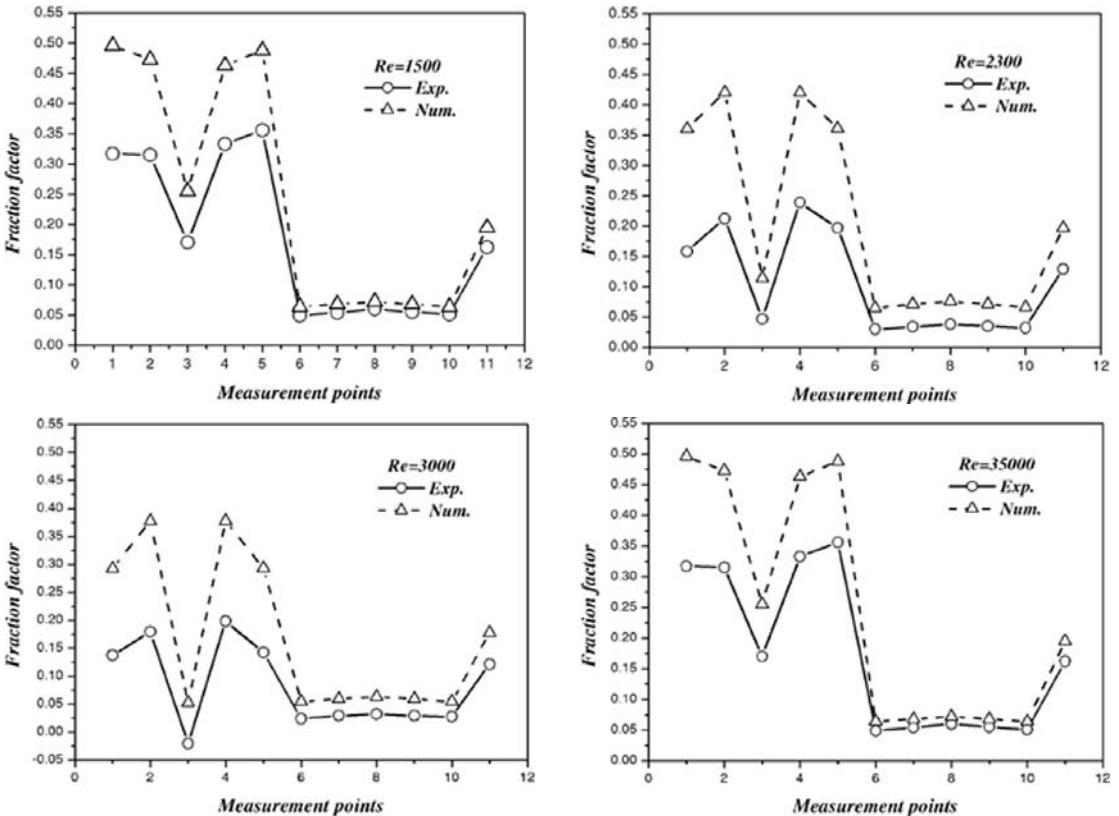 0.55
0.50
0.45
0.40
0.35
0.30
0.25
0.20
0.15
0.10
0.05
0.00
Fraction factor
Re=1500
Exp.
Num.
0 1 2 3 4 5 6 7 8 9 10 11 12
Measurement points
0.55
0.50
0.45
0.40
0.35
0.30
0.25
0.20
0.15
0.10
0.05
0.00
Fraction factor
Re=2300
Exp.
Num.
0 2 4 6 8 10 12
Measurement points
0.55
0.50
0.45
0.40
0.35
0.30
0.25
0.20
0.15
0.10
0.05
0.00
-0.05
Fraction factor
Re=3000
Exp.
Num.
0 2 4 6 8 10 12
Measurement points
0.55
0.50
0.45
0.40
0.35
0.30
0.25
0.20
0.15
0.10
0.05
0.00
Fraction factor
Re=35000
Exp.
Num.
0 2 4 6 8 10 12
Measurement points